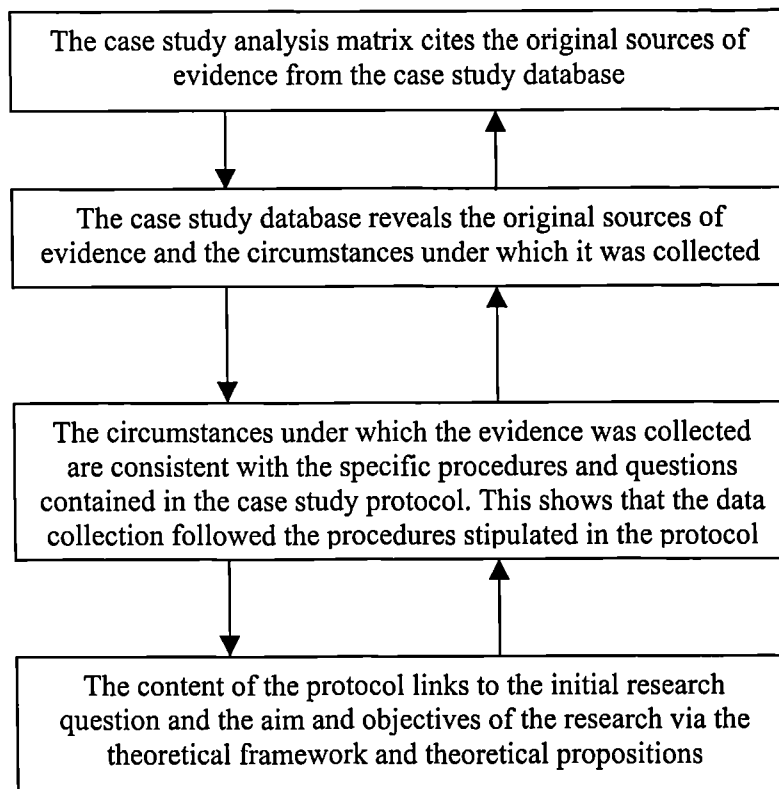 The case study analysis matrix cites the original sources of
evidence from the case study database
The case study database reveals the original sources of
evidence and the circumstances under which it was collected
The circumstances under which the evidence was collected
are consistent with the specific procedures and questions
contained in the case study protocol. This shows that the data
collection followed the procedures stipulated in the protocol
The content of the protocol links to the initial research
question and the aim and objectives of the research via the
theoretical framework and theoretical propositions